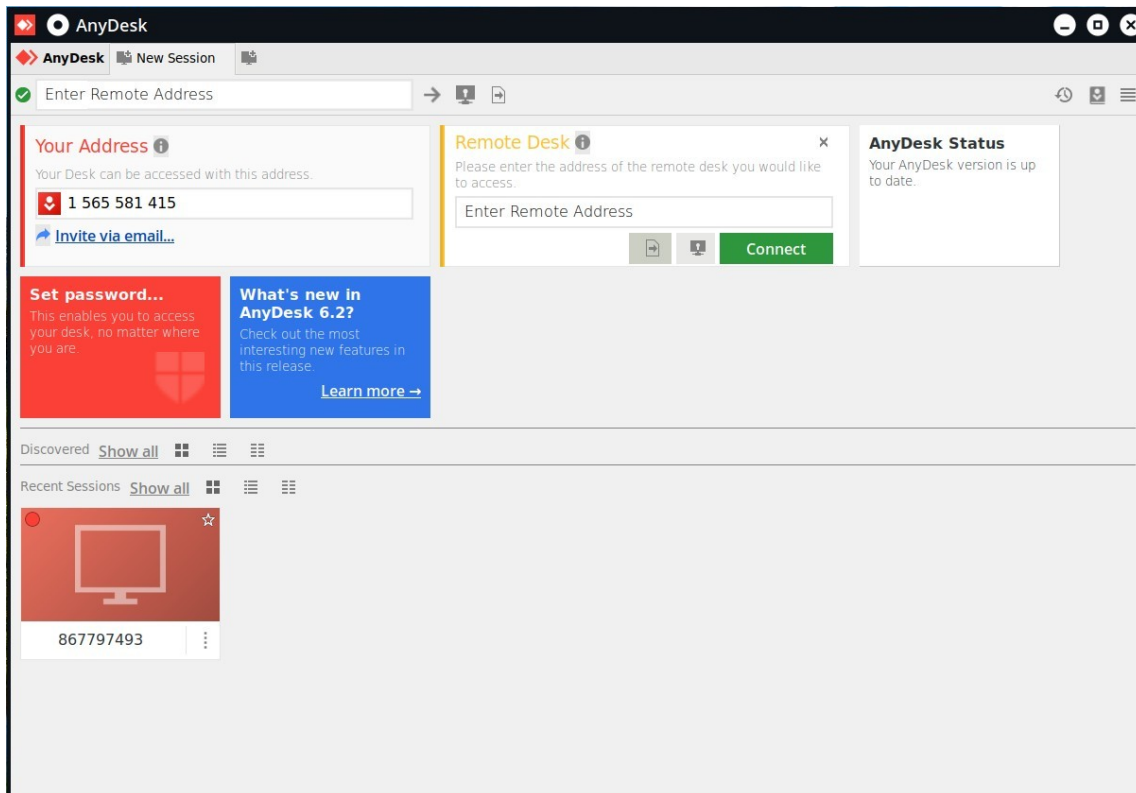 AnyDesk
AnyDesk
New Session
Enter Remote Address
Your Address
Your Desk can be accessed with this address.
1 565 581 415
Invite via email...
Remote Desk
Please enter the address of the remote desk you would like
to access.
Enter Remote Address
Connect
AnyDesk Status
Your AnyDesk version is up
to date.
Set password...
This enables you to access
your desk, no matter where
you are.
What's new in
AnyDesk 6.2?
Check out the most
interesting new features in
this release.
Learn more →
Discovered Show all
Recent Sessions Show all
867797493